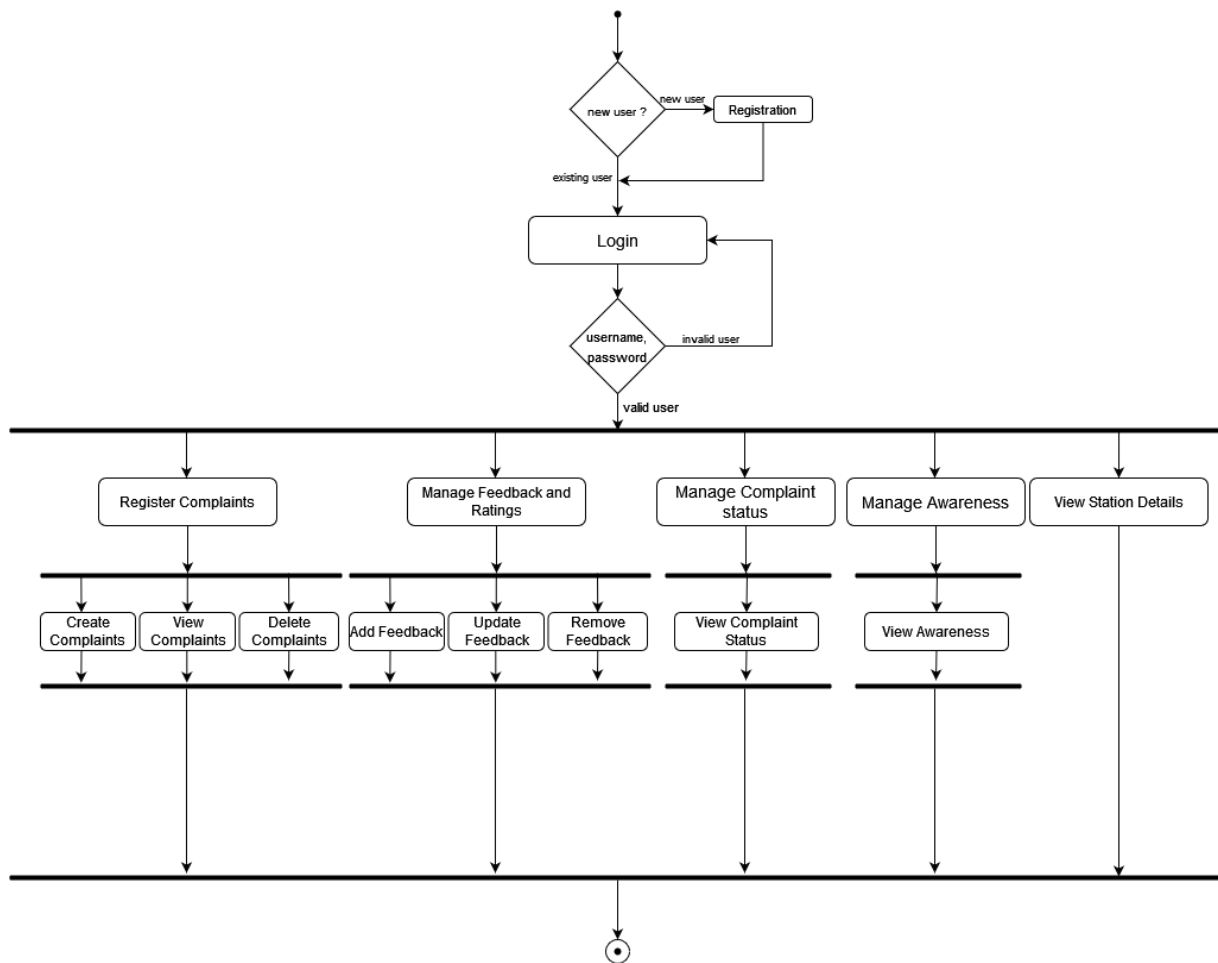 new user ?
new user
Registration
existing user
Login
username,
password
invalid user
valid user
Register Complaints
Manage Feedback and
Ratings
Manage Complaint
status
Manage Awareness
View Station Details
Create
Complaints
View
Complaints
Delete
Complaints
Add Feedback
Update
Feedback
Remove
Feedback
View Complaint
Status
View Awareness